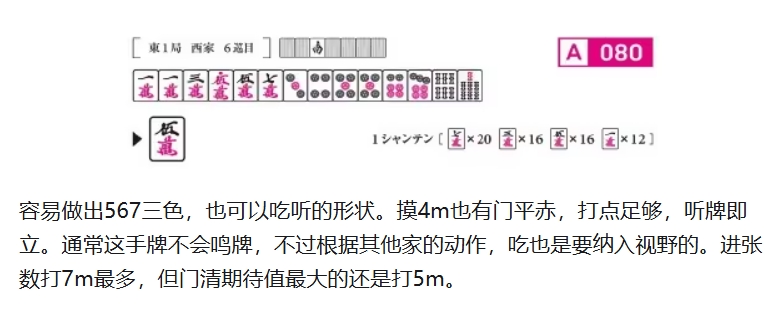 [ 東1局 西家 6巡目 ] 南 A 080
一萬 一萬 三萬 伍萬 伍萬 七萬
伍萬 1シャンテン [ 七萬×20 ×16 伍萬×16 一萬×12 ]
容易做出567三色，也可以吃听的形状。摸4m也有门平赤，打点足够，听牌即
立。通常这手牌不会鸣牌，不过根据其他家的动作，吃也是要纳入视野的。进张
数打7m最多，但门清期待值最大的还是打5m。